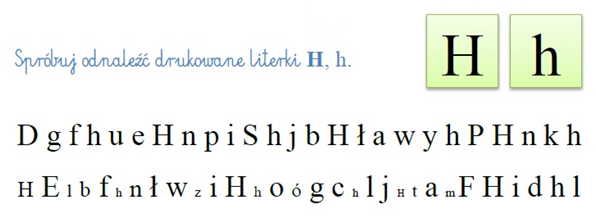 Spróbuj odnaleźć drukowane literki H, h.
H h
D g f h u e H n p i S h j b H ł a w y h P H n k h
H E l b f h n ł w z i H h o ó g c h l j H t a m F H i d h l